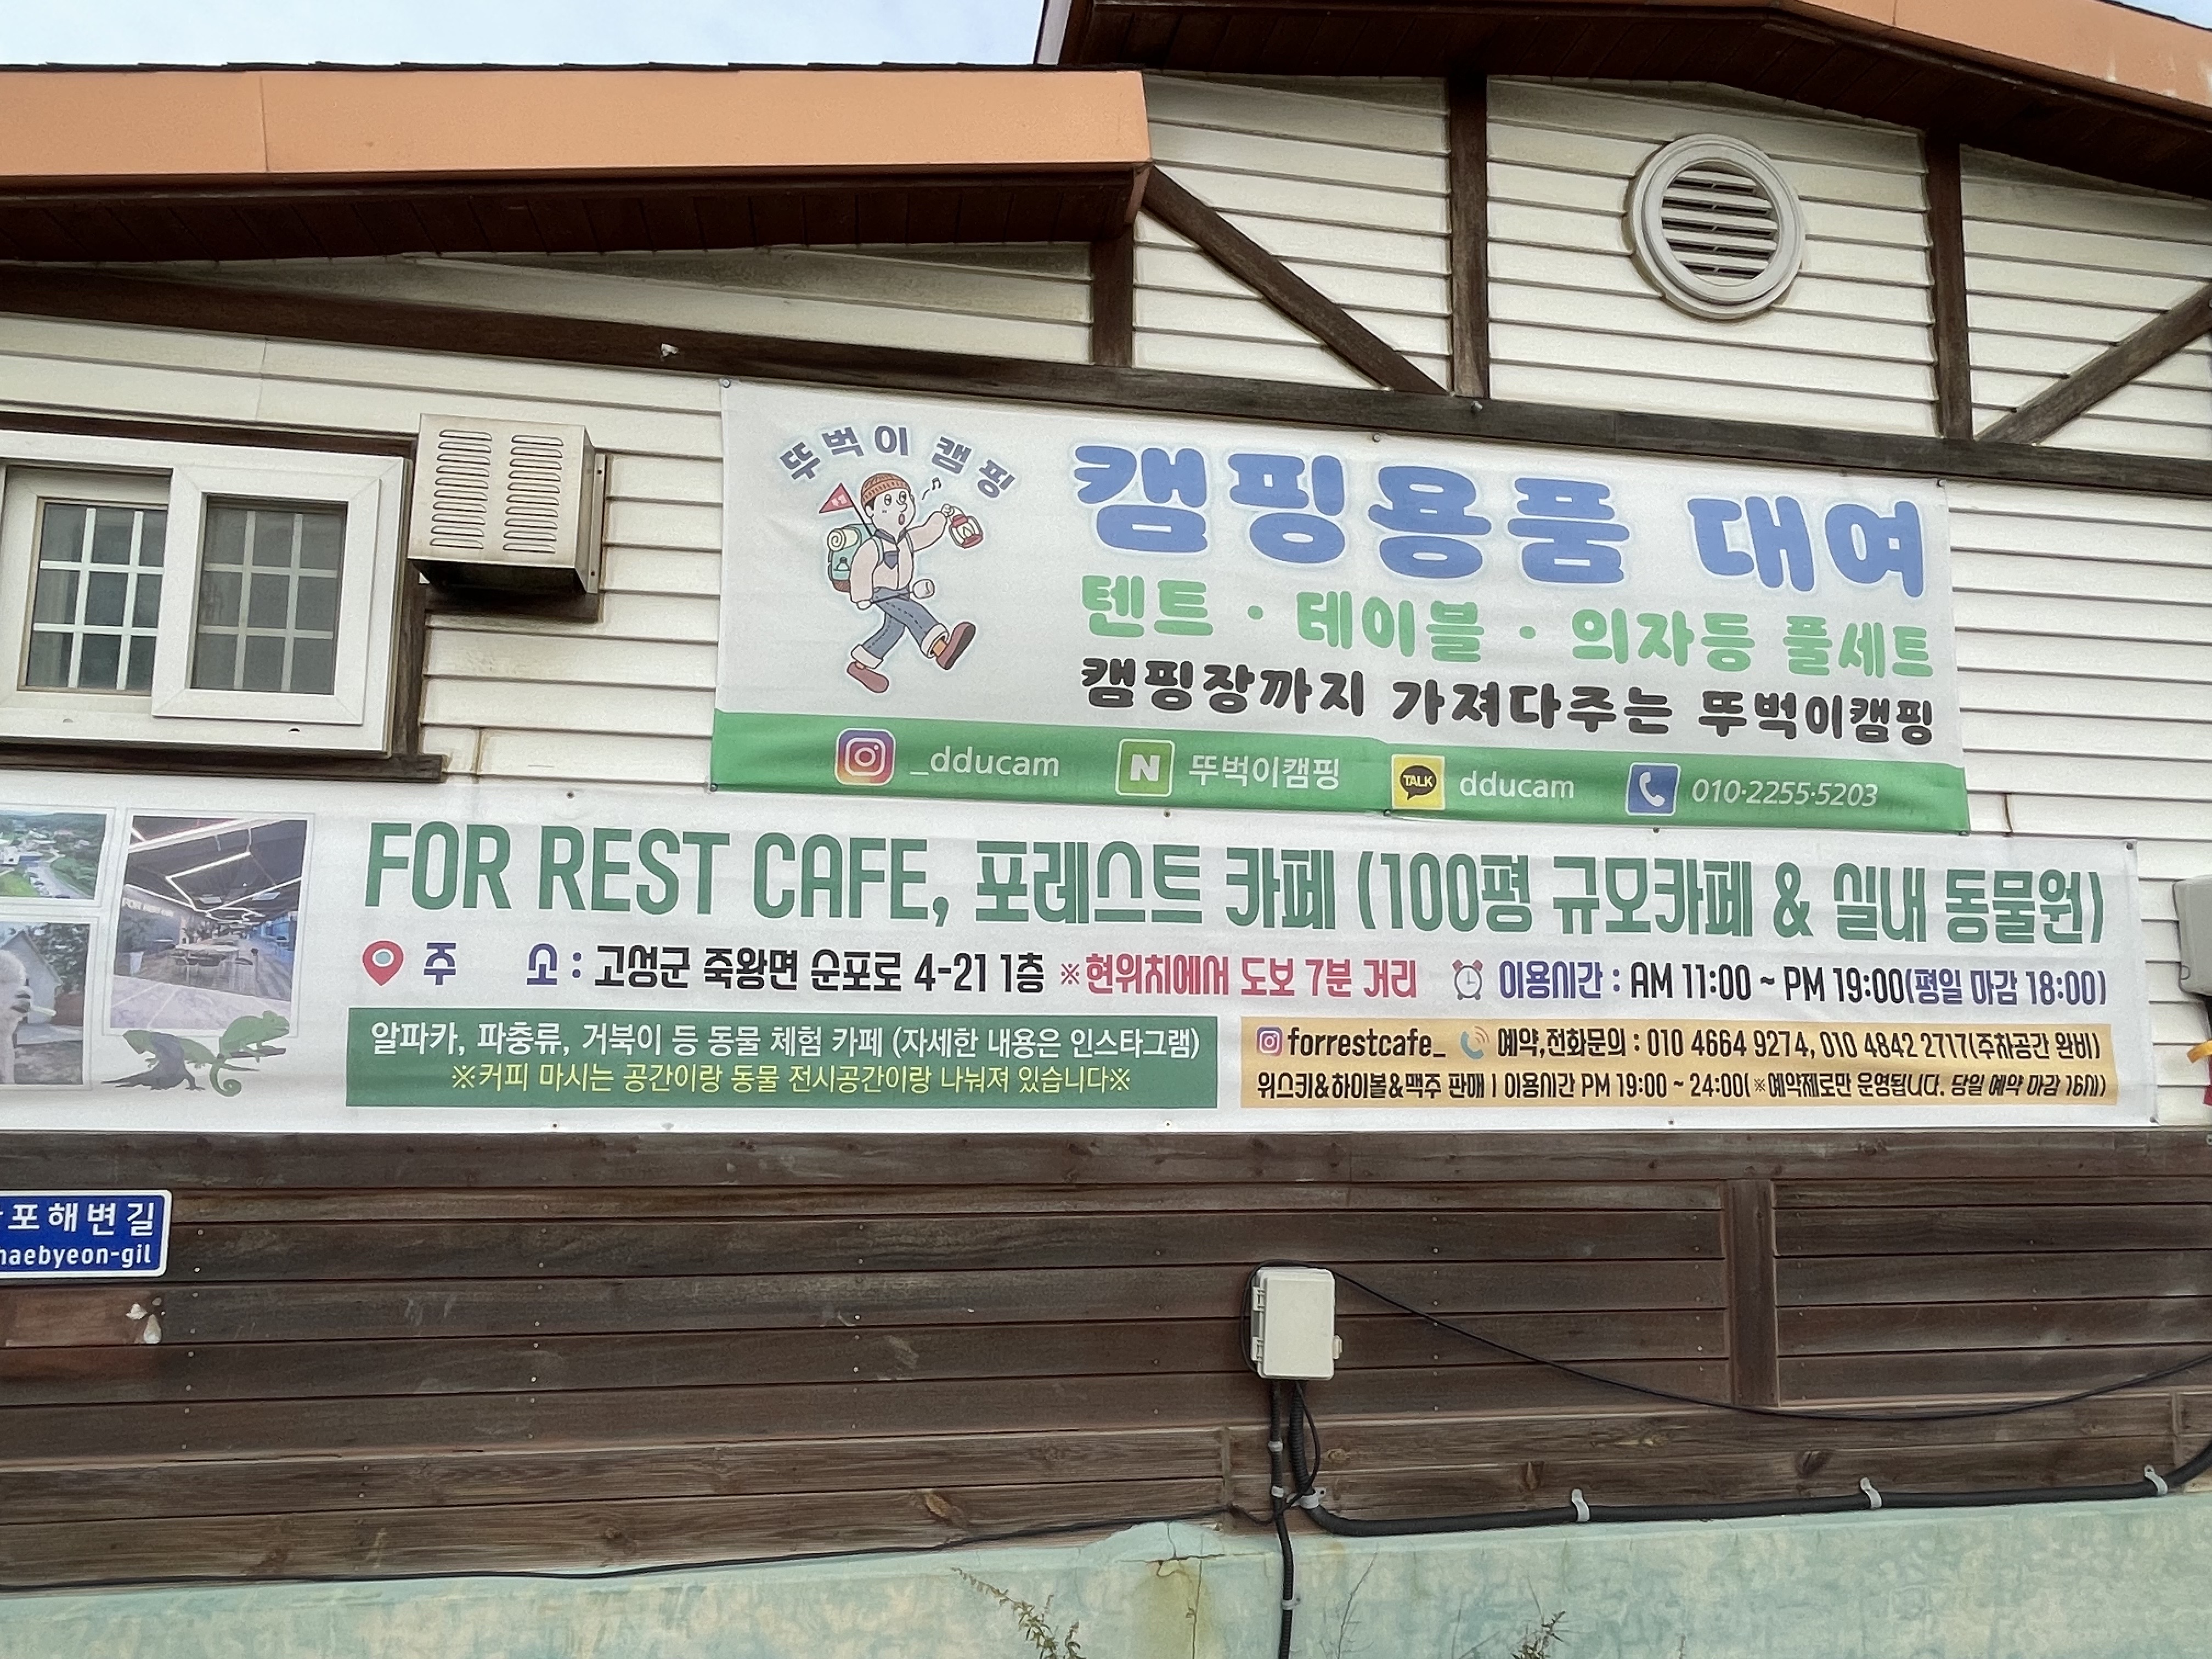 뚜벅이 캠핑
캠핑용품 대여
텐트 · 테이블 · 의자등 풀세트
캠핑장까지 가져다주는 뚜벅이캠핑
_dducam N 뚜벅이캠핑 TALK dducam 010·2255·5203
FOR REST CAFE, 포레스트 카페 (100평 규모카페 & 실내 동물원)
주 소 : 고성군 죽왕면 순포로 4-21 1층 ※현위치에서 도보 7분 거리 이용시간 : AM 11:00 ~ PM 19:00(평일 마감 18:00)
알파카, 파충류, 거북이 등 동물 체험 카페 (자세한 내용은 인스타그램)
※커피 마시는 공간이랑 동물 전시공간이랑 나눠져 있습니다※
forrestcafe_ 예약,전화문의 : 010 4664 9274, 010 4842 2717(주차공간 완비)
위스키&하이볼&맥주 판매 | 이용시간 PM 19:00 ~ 24:00(※예약제로만 운영됩니다. 당일 예약 마감 16시)
포해변길
haebyeon-gil